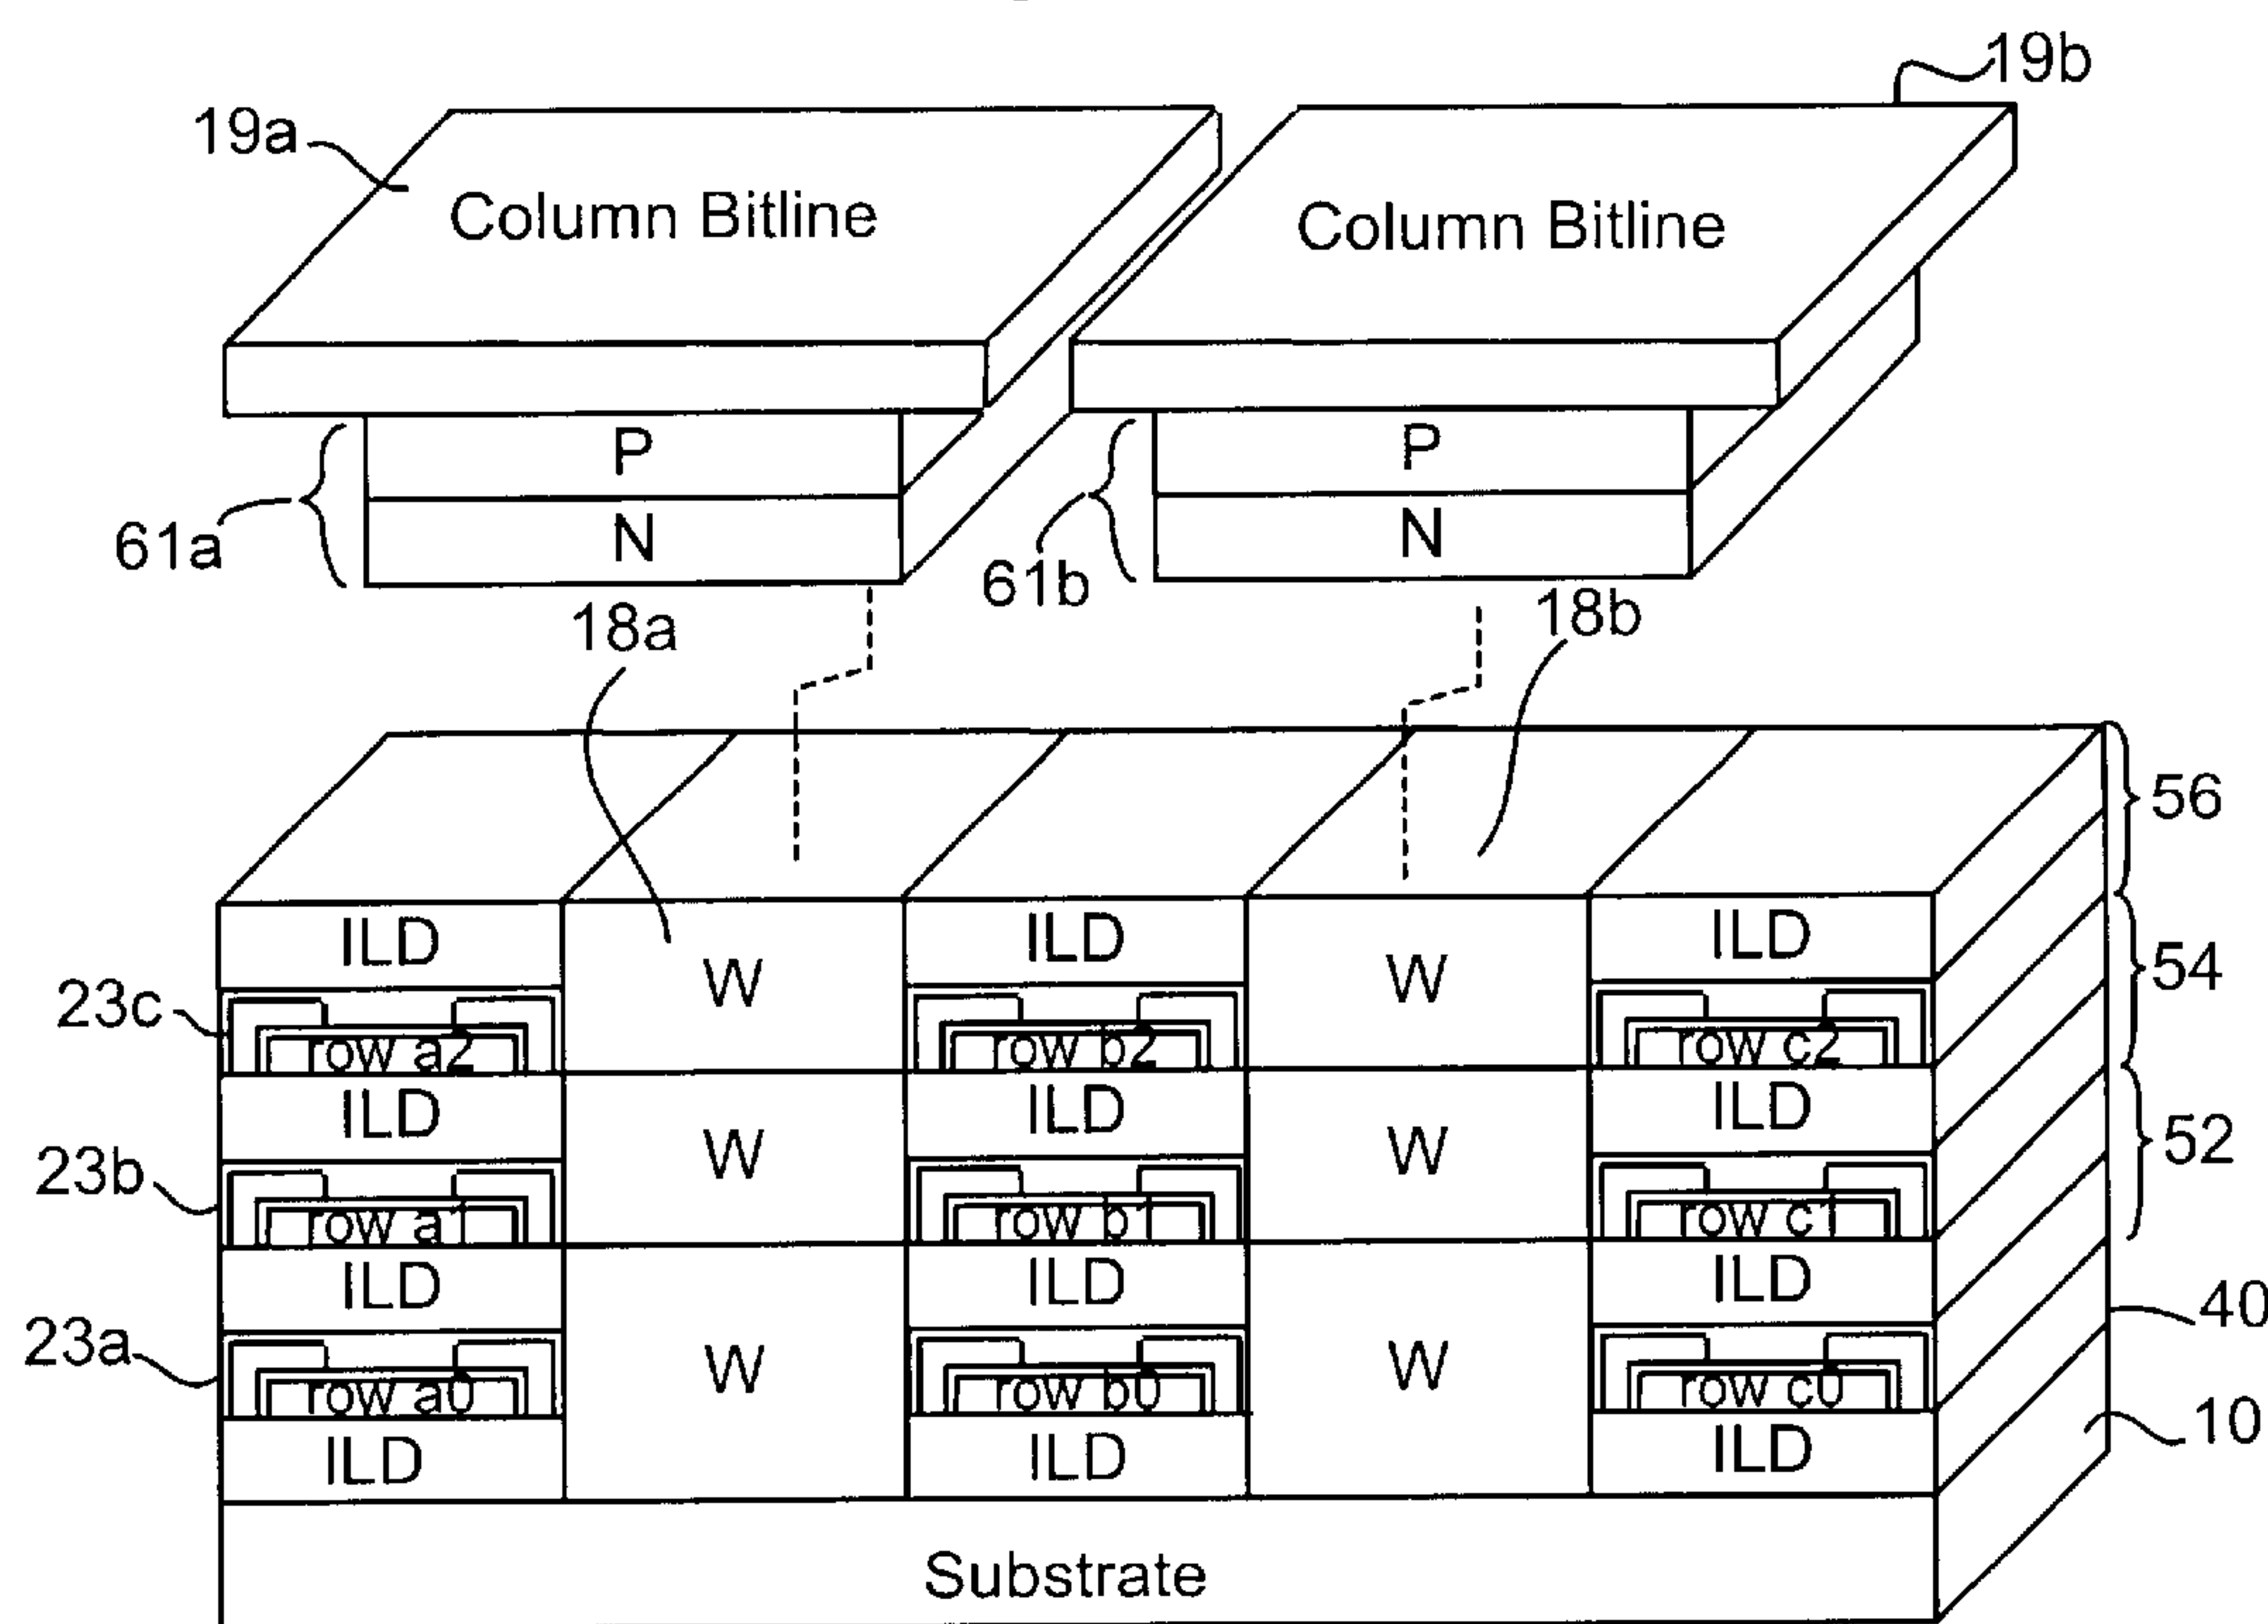 19b
19a
Column Bitline
Column Bitline
P
P
61a
N
61b
N
18a
18b
56
ILD
W
ILD
W
ILD
54
23c
row a2
row b2
row c2
ILD
ILD
ILD
52
23b
W
W
row a1
row b1
row c1
ILD
ILD
ILD
40
23a
W
W
row a0
row b0
row c0
10
ILD
ILD
ILD
Substrate